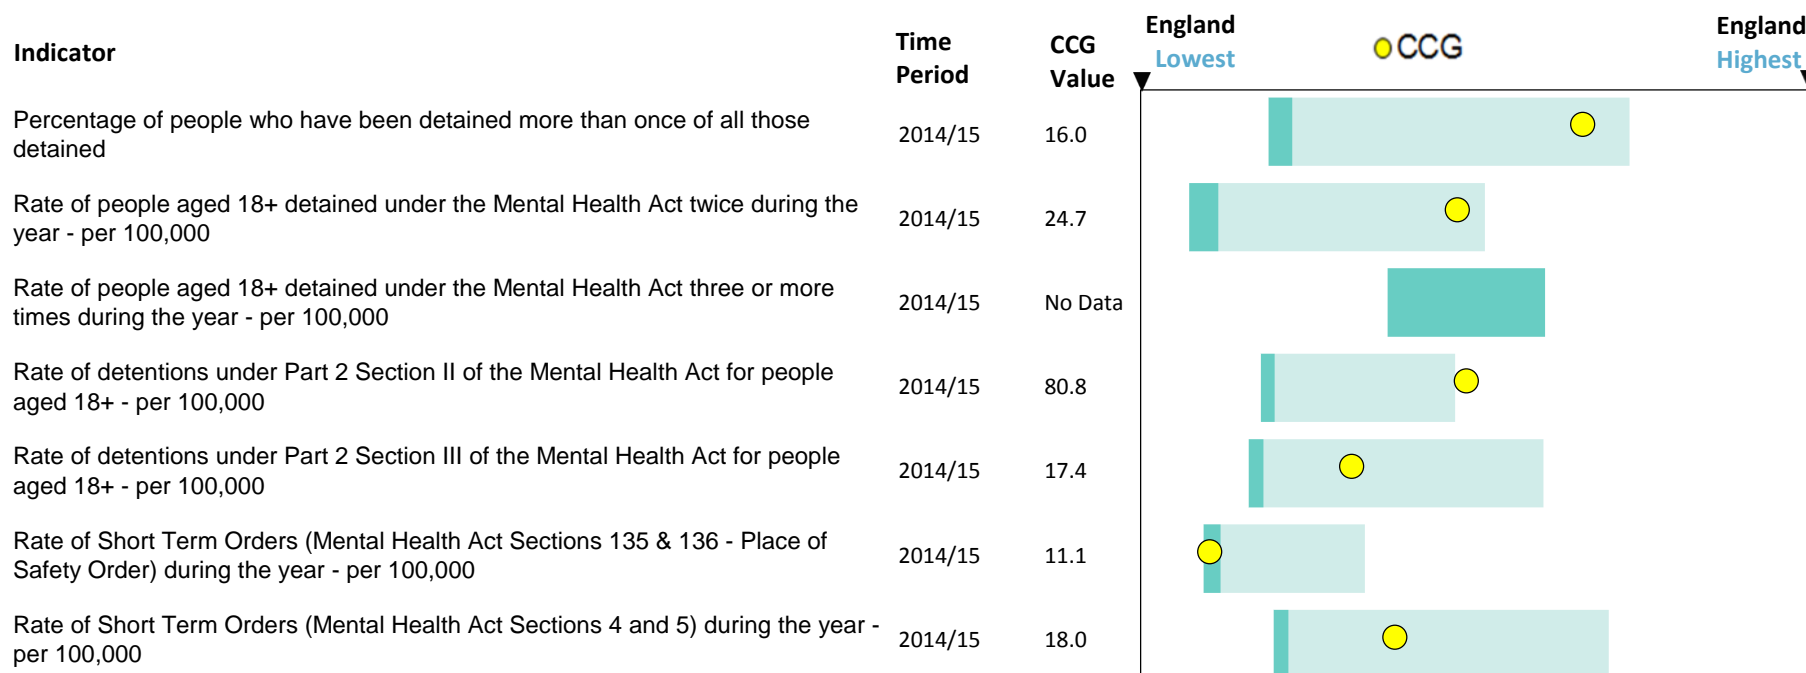 Indicator
Time
Period
CCG
Value
England
Lowest
CCG
England
Highest
Percentage of people who have been detained more than once of all those
detained
2014/15
16.0
Rate of people aged 18+ detained under the Mental Health Act twice during the
year - per 100,000
2014/15
24.7
Rate of people aged 18+ detained under the Mental Health Act three or more
times during the year - per 100,000
2014/15
No Data
Rate of detentions under Part 2 Section II of the Mental Health Act for people
aged 18+ - per 100,000
2014/15
80.8
Rate of detentions under Part 2 Section III of the Mental Health Act for people
aged 18+ - per 100,000
2014/15
17.4
Rate of Short Term Orders (Mental Health Act Sections 135 & 136 - Place of
Safety Order) during the year - per 100,000
2014/15
11.1
Rate of Short Term Orders (Mental Health Act Sections 4 and 5) during the year -
per 100,000
2014/15
18.0